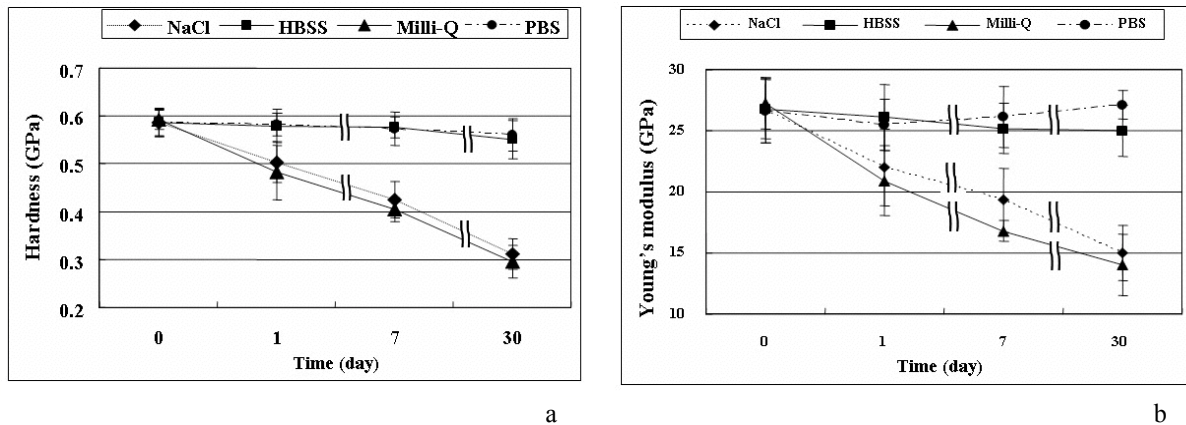 NaCl HBSS Milli-Q PBS
0.7
0.6
0.5
0.4
0.3
0.2
Hardness (GPa)
0 1 7 30
Time (day)
a
NaCl HBSS Milli-Q PBS
30
25
20
15
10
Young's modulus (GPa)
0 1 7 30
Time (day)
b